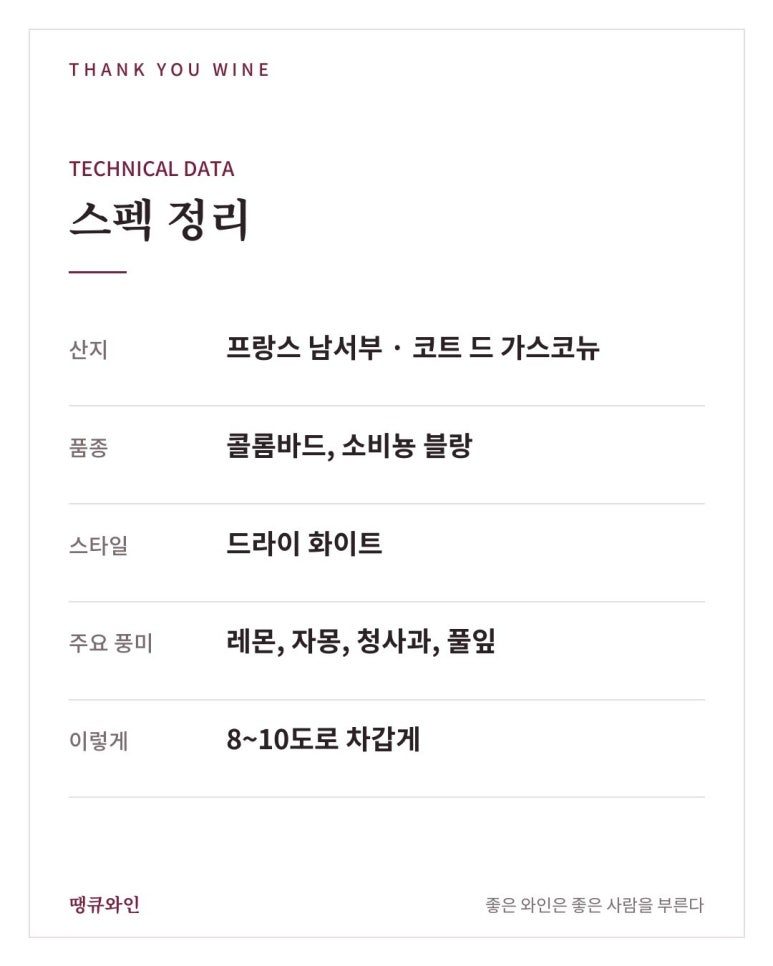 THANK YOU WINE
TECHNICAL DATA
스펙 정리
산지 프랑스 남서부 · 코트 드 가스코뉴
품종 콜롬바드, 소비뇽 블랑
스타일 드라이 화이트
주요 풍미 레몬, 자몽, 청사과, 풀잎
이렇게 8~10도로 차갑게
땡큐와인 좋은 와인은 좋은 사람을 부른다